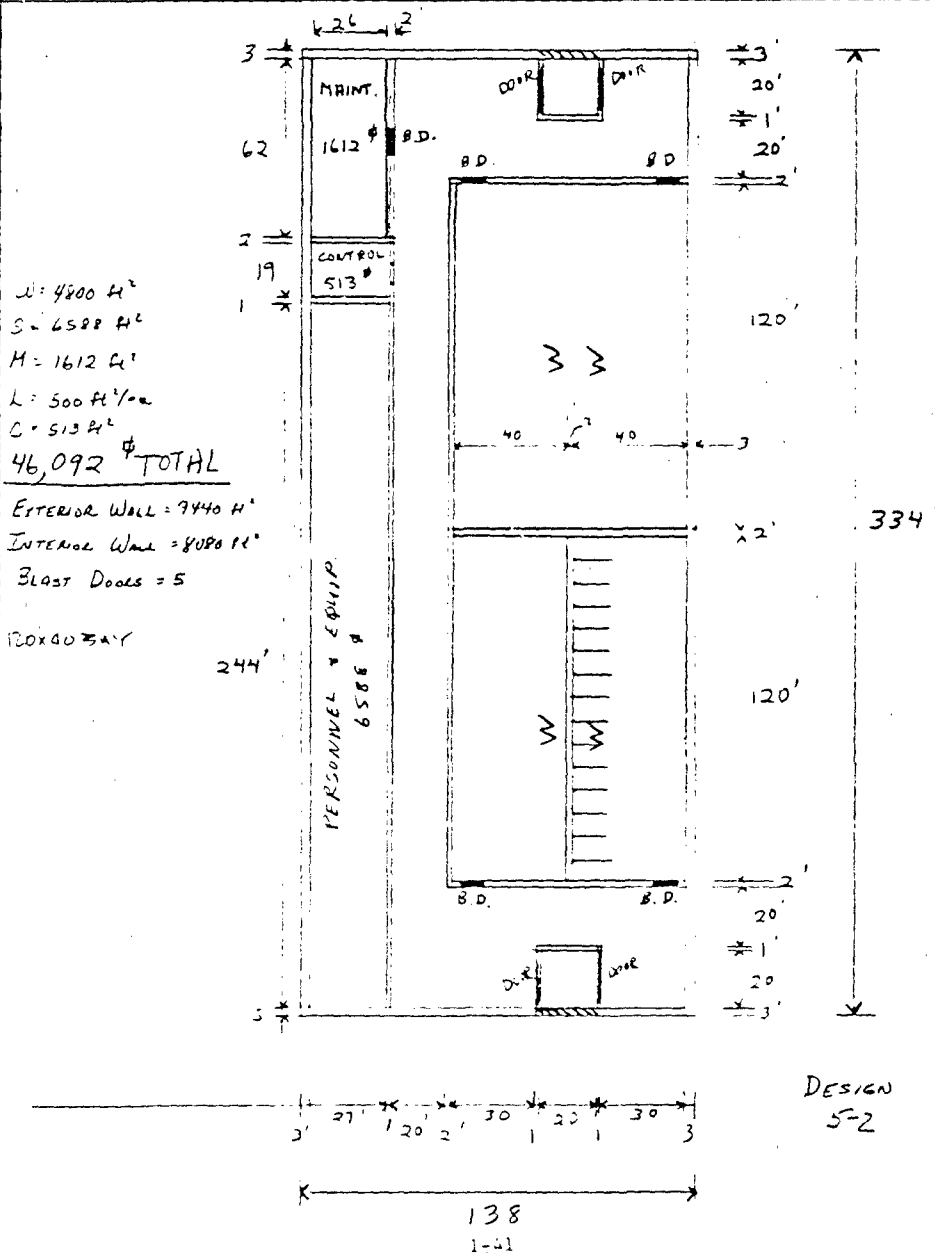 26 2'
3
62
2
19
1
244'
3
MAINT.
1612 ϕ
B.D.
CONTROL
513 ϕ
DOOR
DOOR
B.D.
B.D
W W
40 2' 40
3
W W
PERSONNEL & EQUIP
6588 ϕ
B.D.
B.D.
DOOR
DOOR
3'
20'
1'
20'
2'
120'
2'
120'
2'
20'
1'
20
3'
334
W = 4800 ft²
S = 6588 ft²
M = 1612 ft²
L = 500 ft²/ea
C = 513 ft²
46,092 ϕ TOTAL
EXTERIOR WALL = 9440 ft²
INTERIOR WALL = 8080 ft²
BLAST DOORS = 5
120x40 BAY
3' 27' 1' 20' 2' 30 1 20 1 30 3
138
DESIGN
5-2
1-41